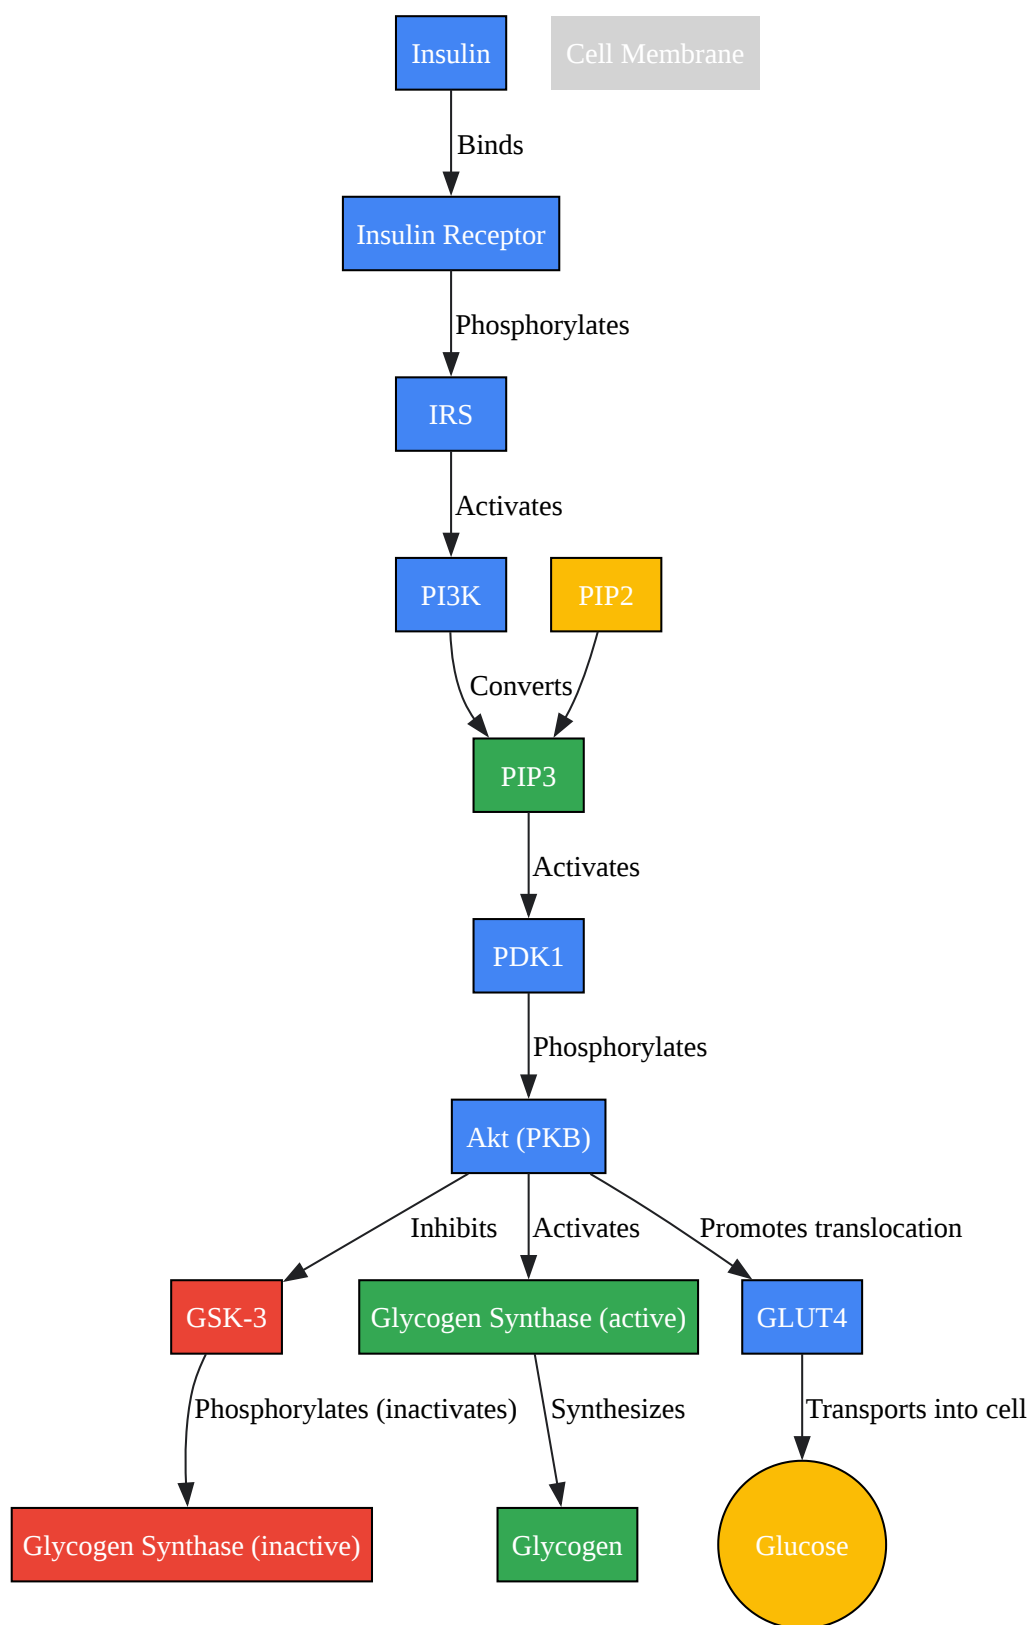 Insulin
Cell Membrane
Binds
Insulin Receptor
Phosphorylates
IRS
Activates
PI3K
PIP2
Converts
PIP3
Activates
PDK1
Phosphorylates
Akt (PKB)
Inhibits
Activates
Promotes translocation
GSK-3
Glycogen Synthase (active)
GLUT4
Phosphorylates (inactivates)
Synthesizes
Transports into cell
Glycogen Synthase (inactive)
Glycogen
Glucose